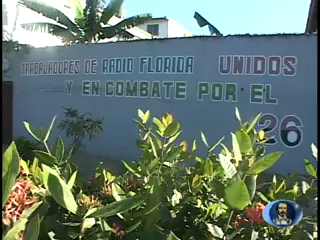 TRABAJADORES DE RADIO FLORIDA UNIDOS
Y EN COMBATE POR EL
26